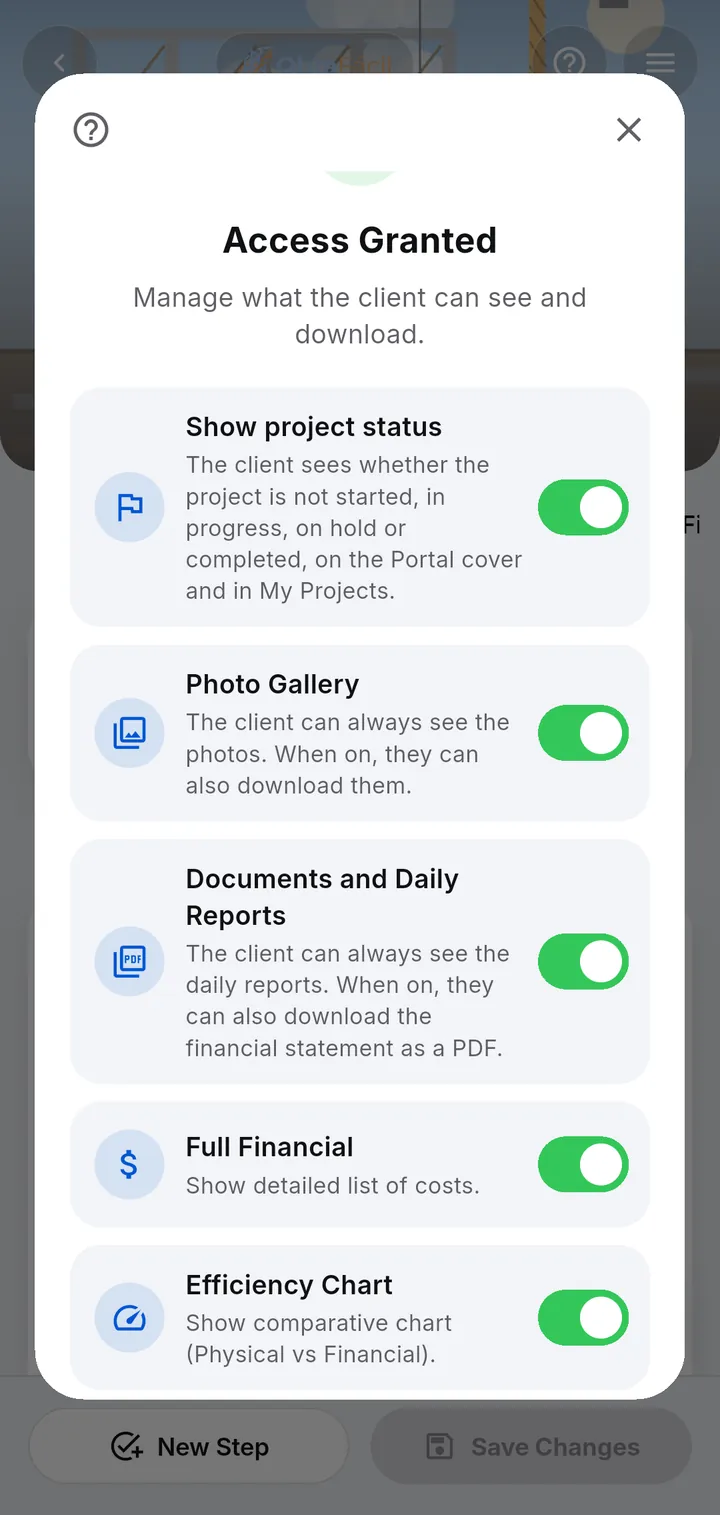 Access Granted
Manage what the client can see and
download.
Show project status
The client sees whether the
project is not started, in
progress, on hold or
completed, on the Portal cover
and in My Projects.
Photo Gallery
The client can always see the
photos. When on, they can
also download them.
Documents and Daily
Reports
PDF
The client can always see the
daily reports. When on, they
can also download the
financial statement as a PDF.
Full Financial
Show detailed list of costs.
Efficiency Chart
Show comparative chart
(Physical vs Financial).
Fi
New Step
Save Changes